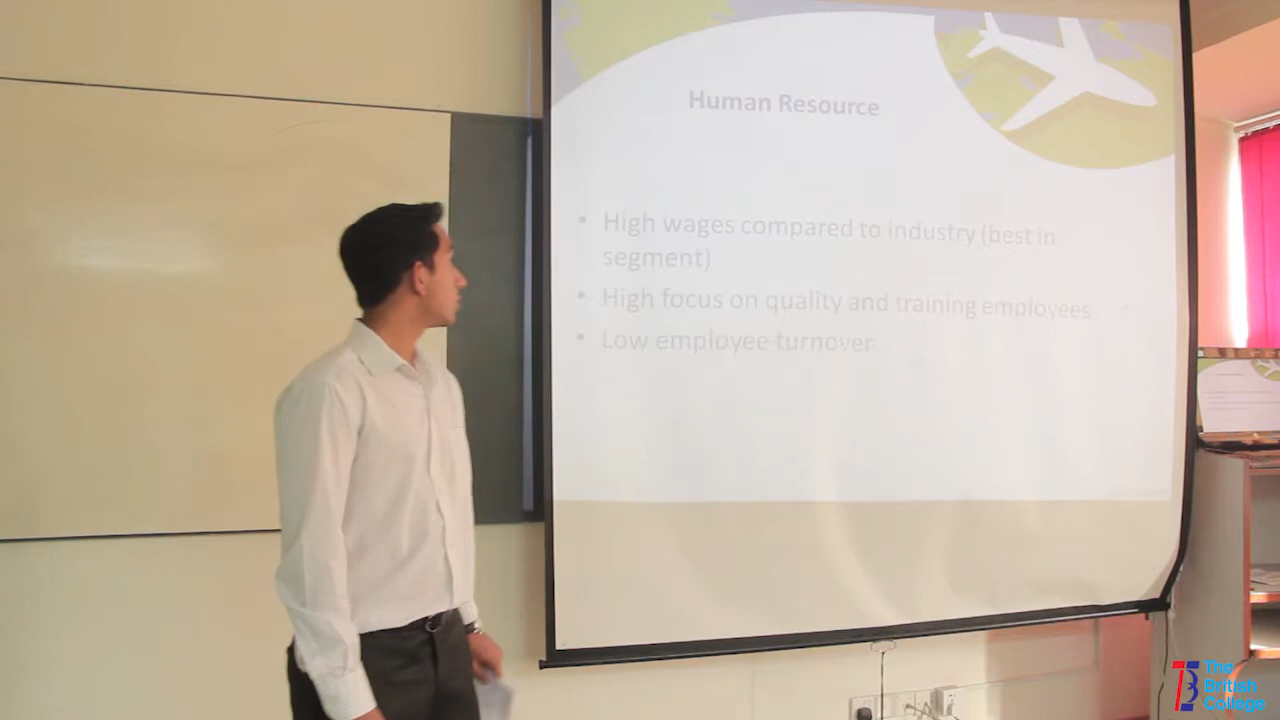 Human Resource
• High wages compared to industry (best in
segment)
• High focus on quality and training employees
• Low employee turnover
The
British
College